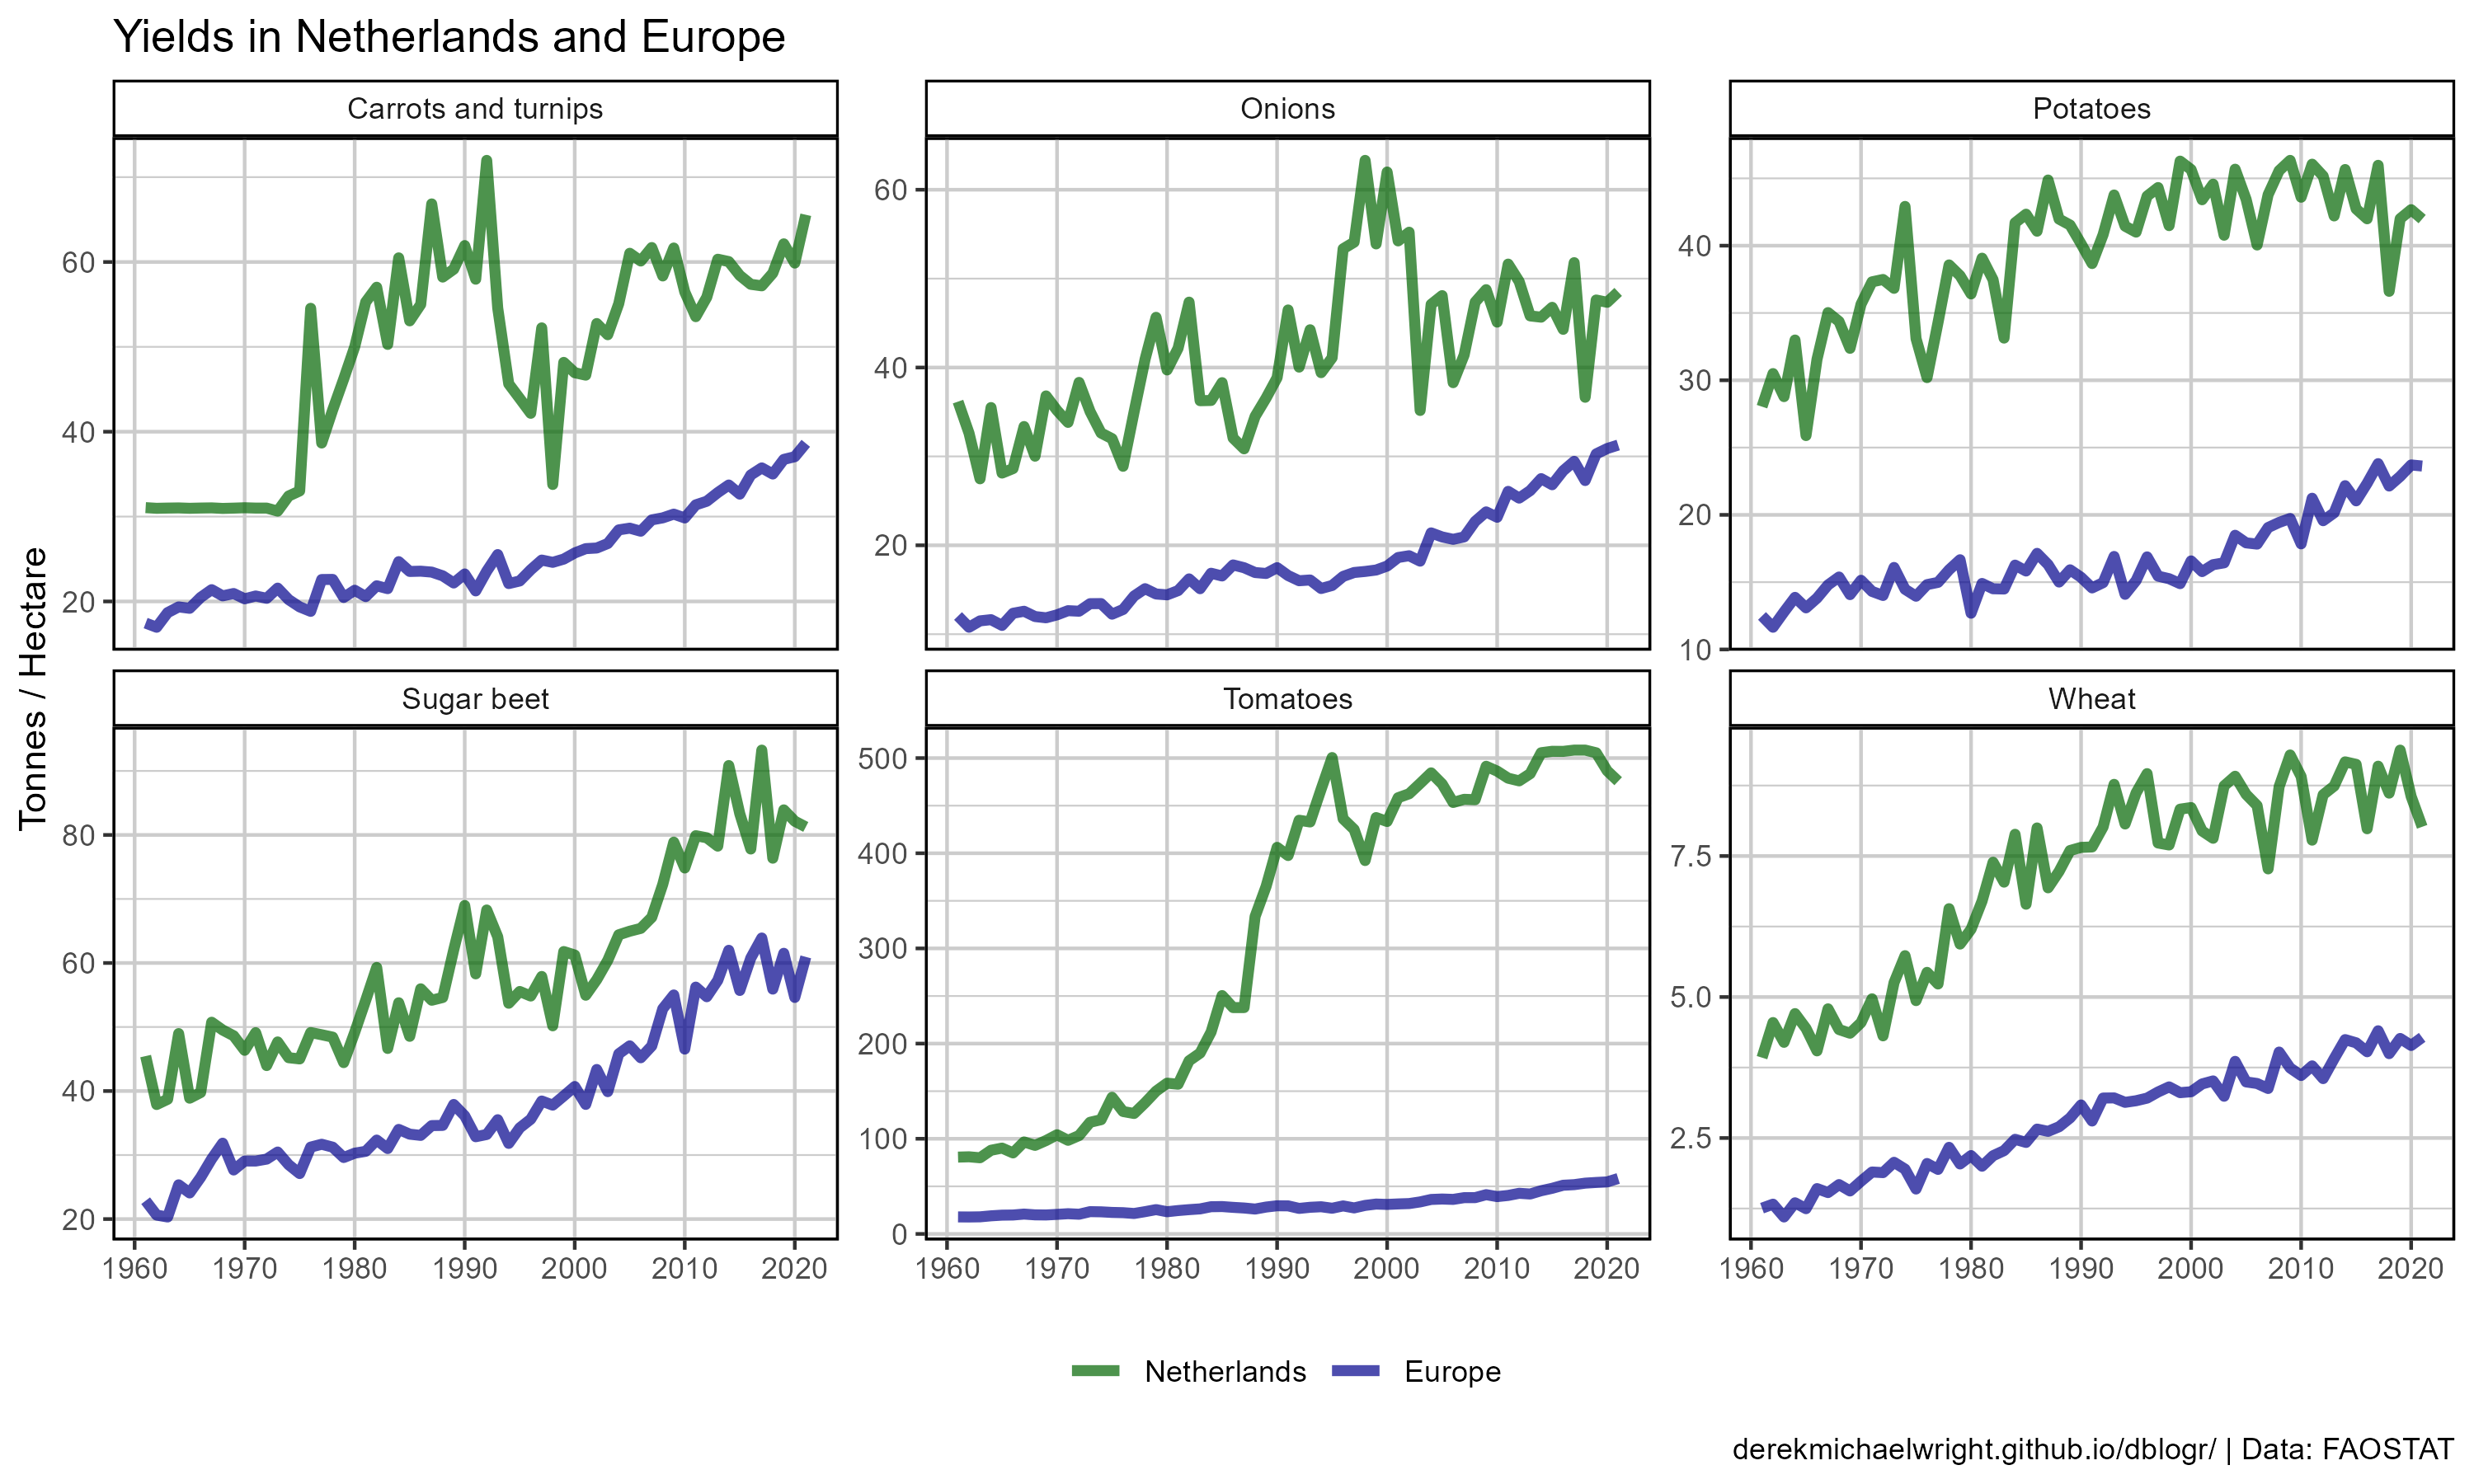 Yields in Netherlands and Europe
Carrots and turnips
Onions
Potatoes
60
40
20
60
40
20
40
30
20
10
Tonnes / Hectare
Sugar beet
Tomatoes
Wheat
80
60
40
20
500
400
300
200
100
0
7.5
5.0
2.5
1960 1970 1980 1990 2000 2010 2020
1960 1970 1980 1990 2000 2010 2020
1960 1970 1980 1990 2000 2010 2020
Netherlands Europe
derekmichaelwright.github.io/dblogr/ | Data: FAOSTAT